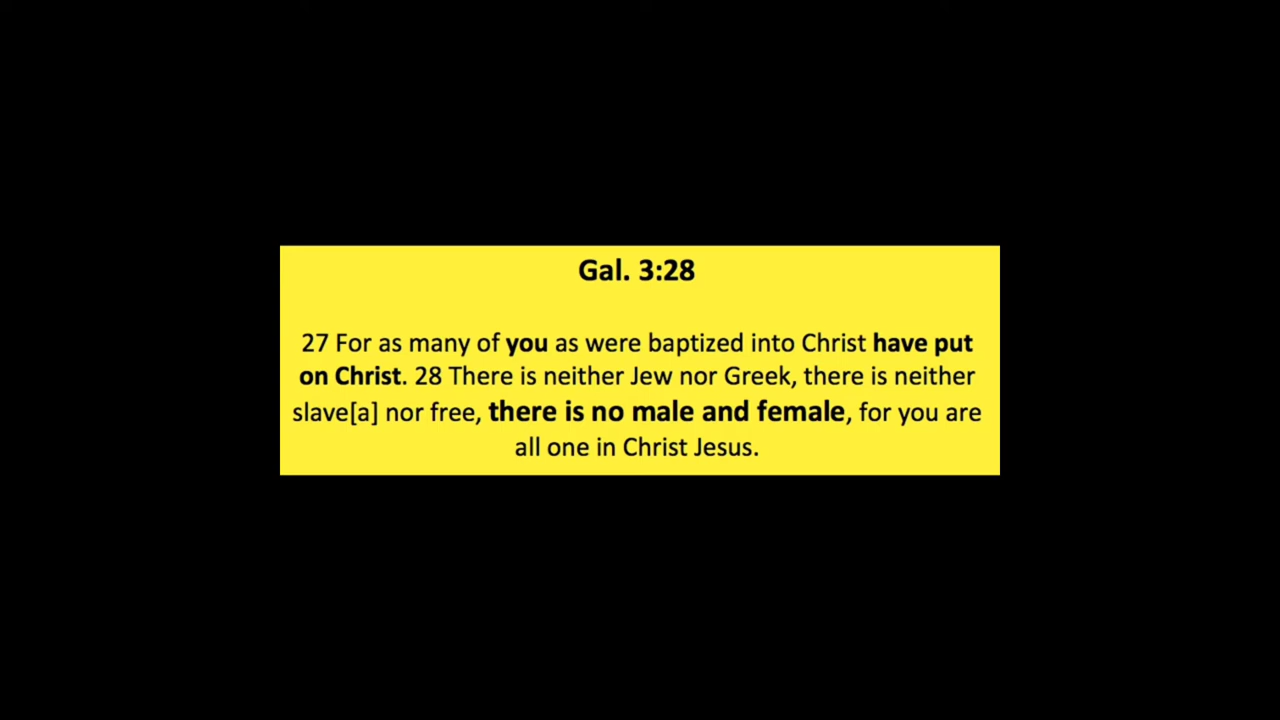 Gal. 3:28
27 For as many of you as were baptized into Christ have put
on Christ. 28 There is neither Jew nor Greek, there is neither
slave[a] nor free, there is no male and female, for you are
all one in Christ Jesus.